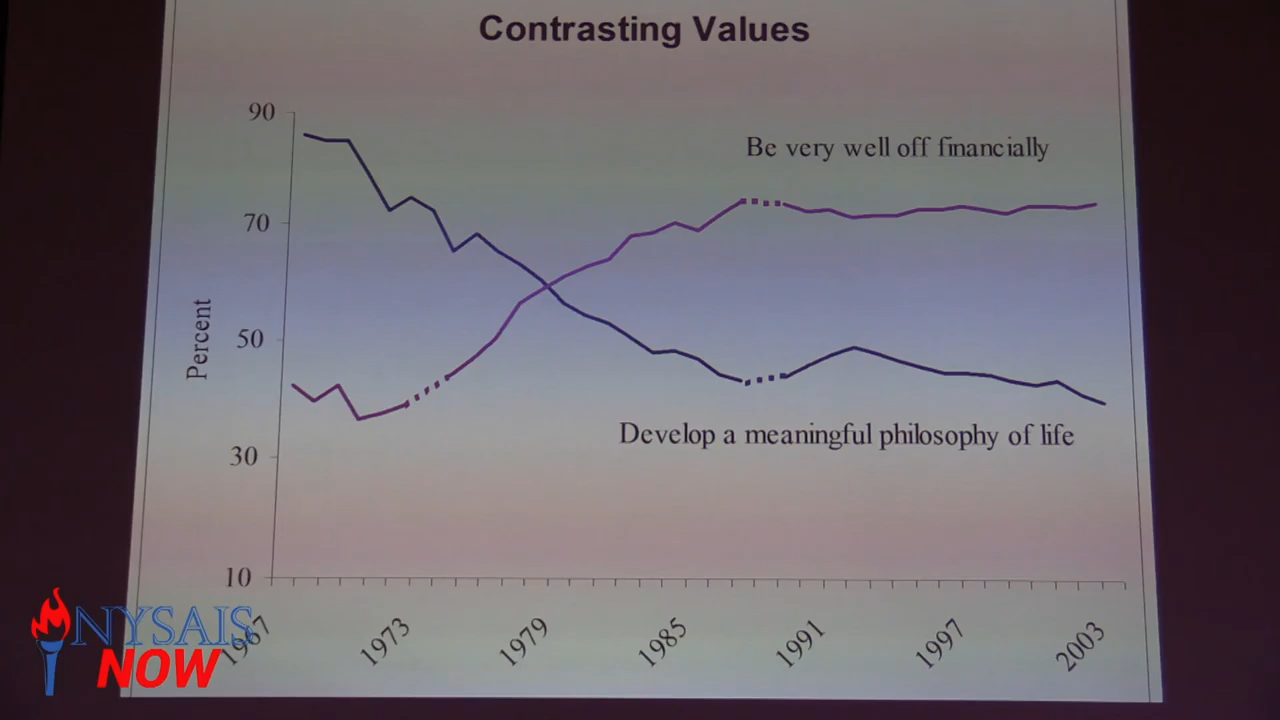 Contrasting Values
90
Be very well off financially
70
Percent
50
Develop a meaningful philosophy of life
30
10
1967
1973
1979
1985
1991
1997
2003
NYSAIS
NOW